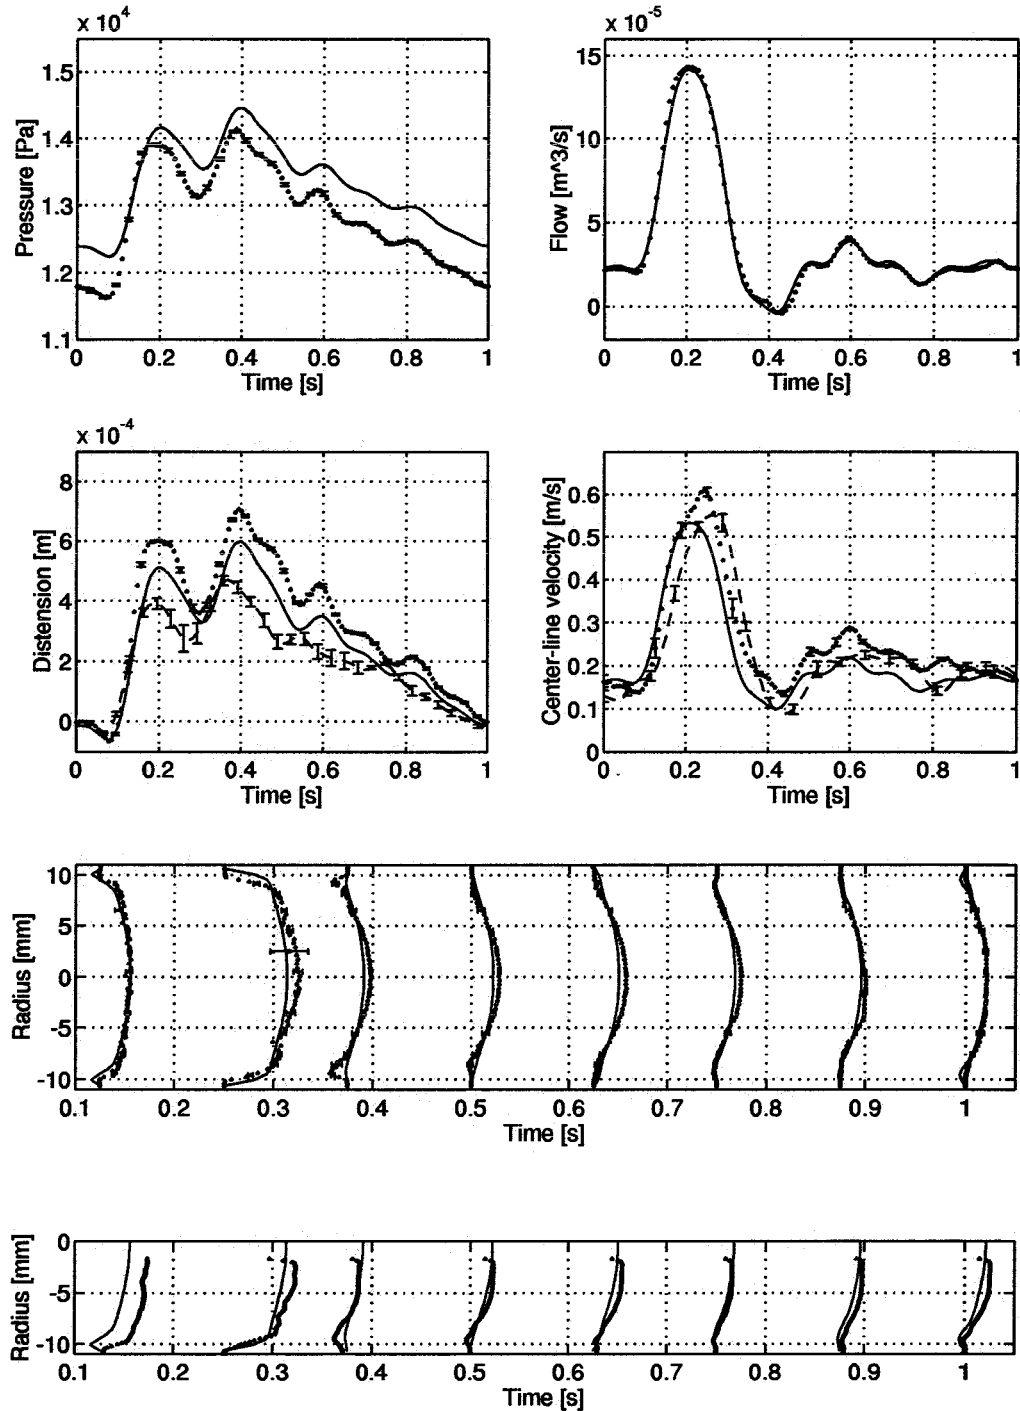 x 10^4
1.5
1.4
1.3
1.2
1.1
Pressure [Pa]
0 0.2 0.4 0.6 0.8 1
Time [s]
x 10^-5
15
10
5
0
Flow [m^3/s]
0 0.2 0.4 0.6 0.8 1
Time [s]
x 10^-4
8
6
4
2
0
Distension [m]
0 0.2 0.4 0.6 0.8 1
Time [s]
0.6
0.5
0.4
0.3
0.2
0.1
0
Center-line velocity [m/s]
0 0.2 0.4 0.6 0.8 1
Time [s]
10
5
0
-5
-10
Radius [mm]
0.1 0.2 0.3 0.4 0.5 0.6 0.7 0.8 0.9 1
Time [s]
0
-5
-10
Radius [mm]
0.1 0.2 0.3 0.4 0.5 0.6 0.7 0.8 0.9 1
Time [s]